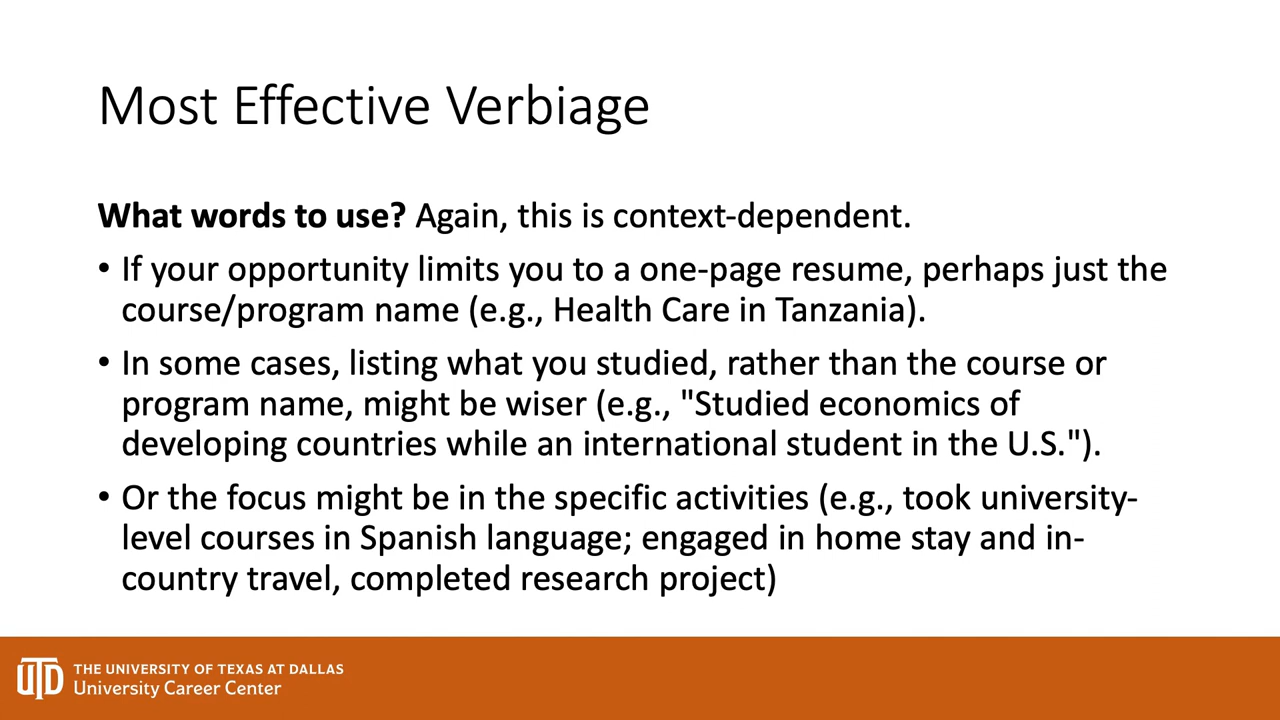 Most Effective Verbiage
What words to use? Again, this is context-dependent.
• If your opportunity limits you to a one-page resume, perhaps just the
course/program name (e.g., Health Care in Tanzania).
• In some cases, listing what you studied, rather than the course or
program name, might be wiser (e.g., "Studied economics of
developing countries while an international student in the U.S.").
• Or the focus might be in the specific activities (e.g., took university-
level courses in Spanish language; engaged in home stay and in-
country travel, completed research project)
UTD
THE UNIVERSITY OF TEXAS AT DALLAS
University Career Center